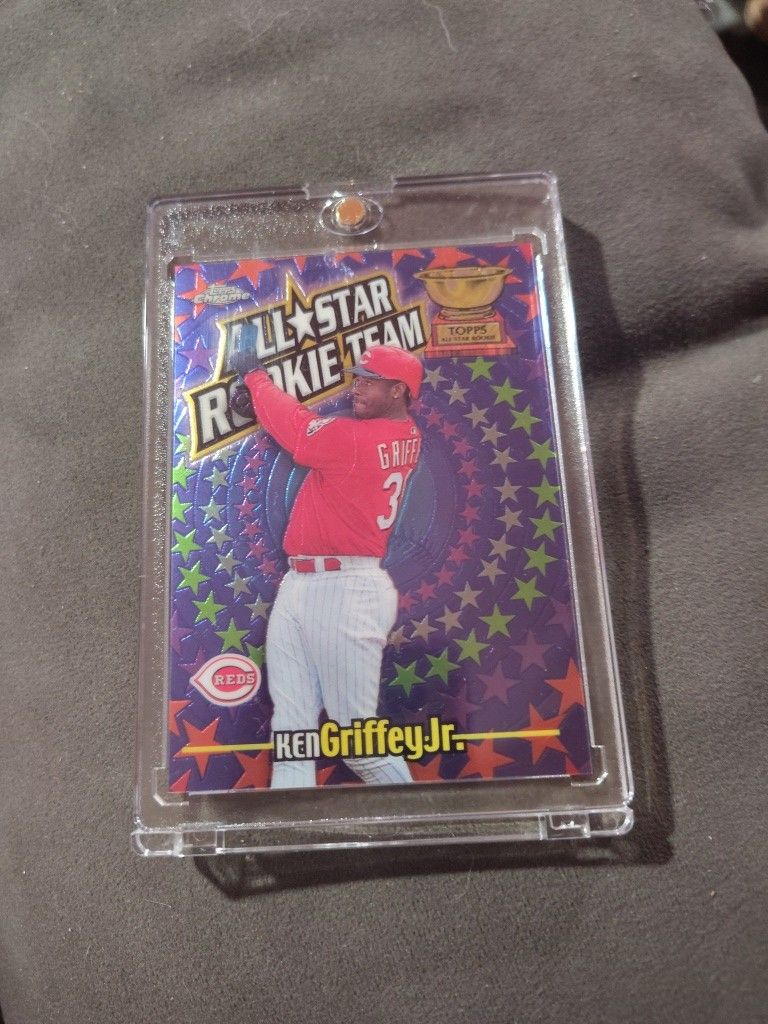 Topps
Chrome
ALL★STAR
ROOKIE TEAM
TOPPS
ALL STAR ROOKIE
GRIFF
3
REDS
KEN Griffey Jr.